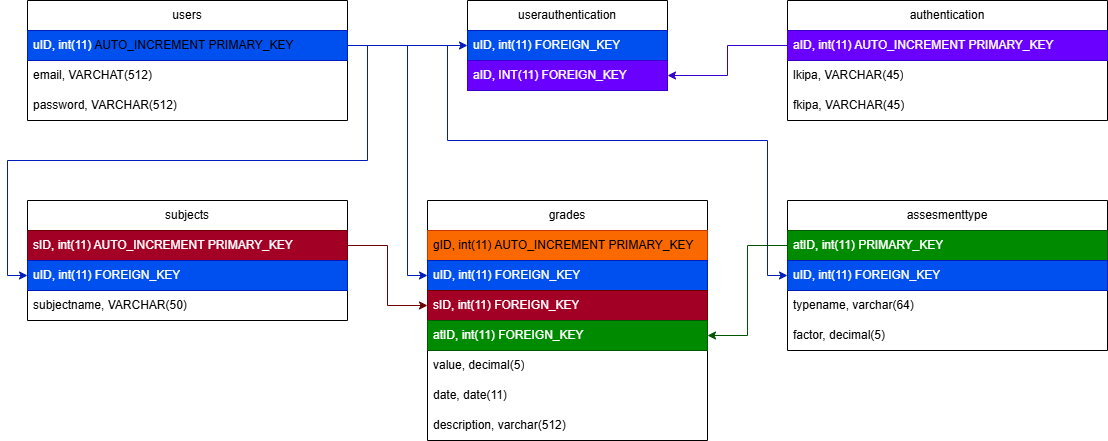 users
uID, int(11) AUTO_INCREMENT PRIMARY_KEY
email, VARCHAT(512)
password, VARCHAR(512)
userauthentication
uID, int(11) FOREIGN_KEY
aID, INT(11) FOREIGN_KEY
authentication
aID, int(11) AUTO_INCREMENT PRIMARY_KEY
lkipa, VARCHAR(45)
fkipa, VARCHAR(45)
subjects
sID, int(11) AUTO_INCREMENT PRIMARY_KEY
uID, int(11) FOREIGN_KEY
subjectname, VARCHAR(50)
grades
gID, int(11) AUTO_INCREMENT PRIMARY_KEY
uID, int(11) FOREIGN_KEY
sID, int(11) FOREIGN_KEY
atID, int(11) FOREIGN_KEY
value, decimal(5)
date, date(11)
description, varchar(512)
assesmenttype
atID, int(11) PRIMARY_KEY
uID, int(11) FOREIGN_KEY
typename, varchar(64)
factor, decimal(5)